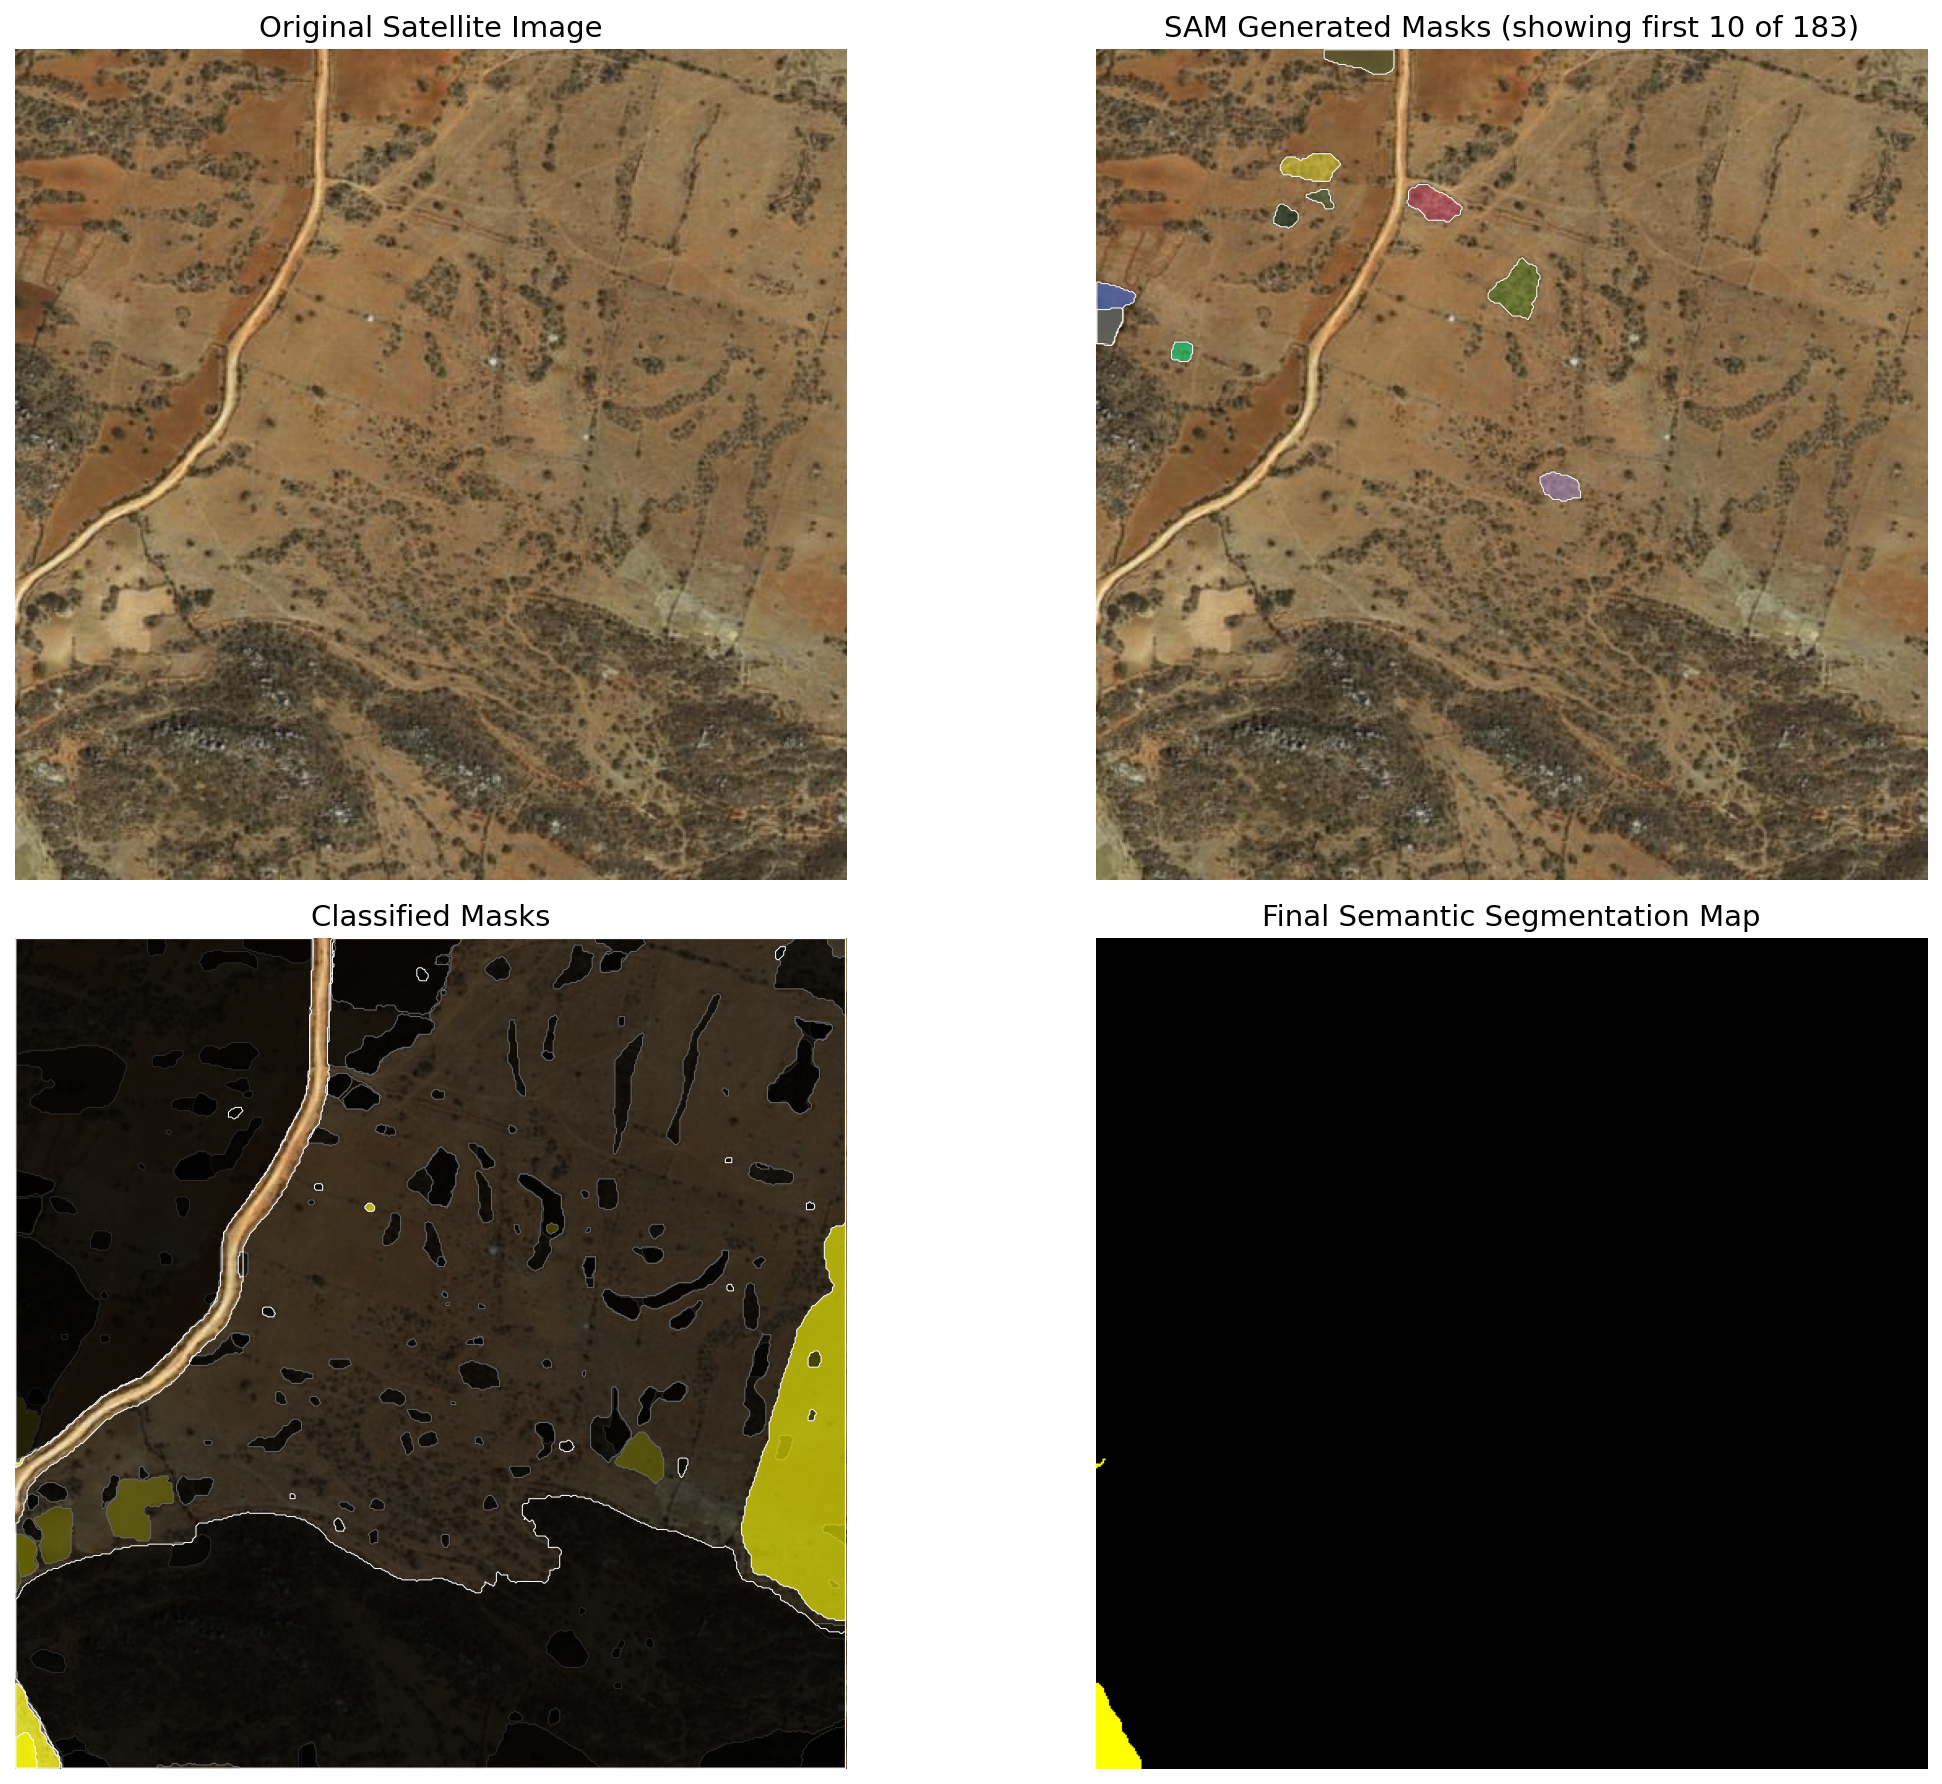 Original Satellite Image
SAM Generated Masks (showing first 10 of 183)
Classified Masks
Final Semantic Segmentation Map